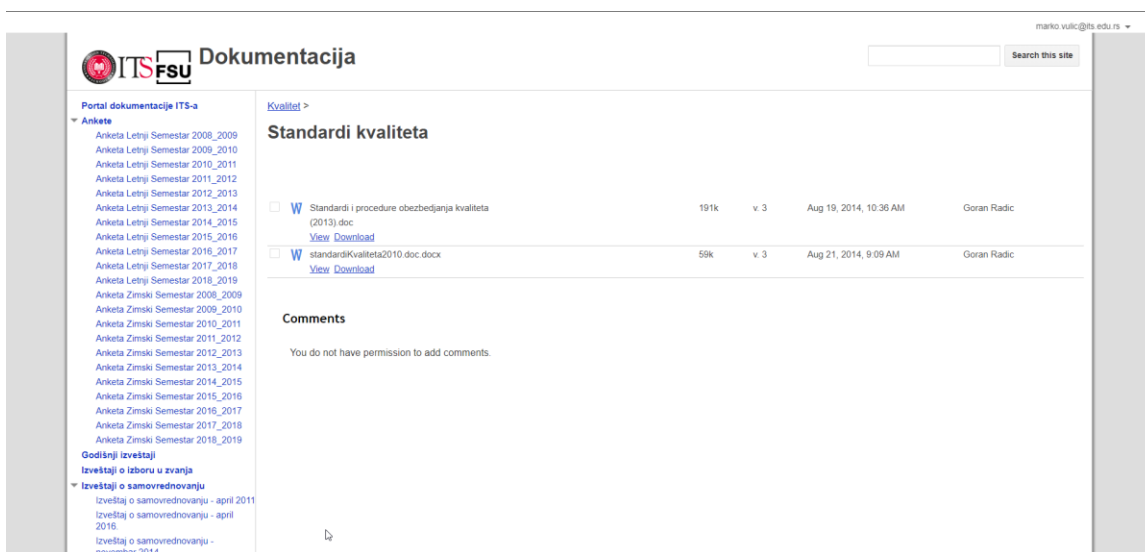 marko.vulic@its.edu.rs
ITS FSU Dokumentacija
Search this site
Portal dokumentacije ITS-a
Ankete
Anketa Letnji Semestar 2008_2009
Anketa Letnji Semestar 2009_2010
Anketa Letnji Semestar 2010_2011
Anketa Letnji Semestar 2011_2012
Anketa Letnji Semestar 2012_2013
Anketa Letnji Semestar 2013_2014
Anketa Letnji Semestar 2014_2015
Anketa Letnji Semestar 2015_2016
Anketa Letnji Semestar 2016_2017
Anketa Letnji Semestar 2017_2018
Anketa Letnji Semestar 2018_2019
Anketa Zimski Semestar 2008_2009
Anketa Zimski Semestar 2009_2010
Anketa Zimski Semestar 2010_2011
Anketa Zimski Semestar 2011_2012
Anketa Zimski Semestar 2012_2013
Anketa Zimski Semestar 2013_2014
Anketa Zimski Semestar 2014_2015
Anketa Zimski Semestar 2015_2016
Anketa Zimski Semestar 2016_2017
Anketa Zimski Semestar 2017_2018
Anketa Zimski Semestar 2018_2019
Godišnji izveštaji
Izveštaji o izboru u zvanja
Izveštaji o samovrednovanju
Izveštaj o samovrednovanju - april 2011
Izveštaj o samovrednovanju - april
2016.
Izveštaj o samovrednovanju -
novembar 2014
Kvalitet >
Standardi kvaliteta
Standardi i procedure obezbedjanja kvaliteta 191k v. 3 Aug 19, 2014, 10:36 AM Goran Radic
(2013).doc
View Download
standardiKvaliteta2010.doc.docx 59k v. 3 Aug 21, 2014, 9:09 AM Goran Radic
View Download
Comments
You do not have permission to add comments.